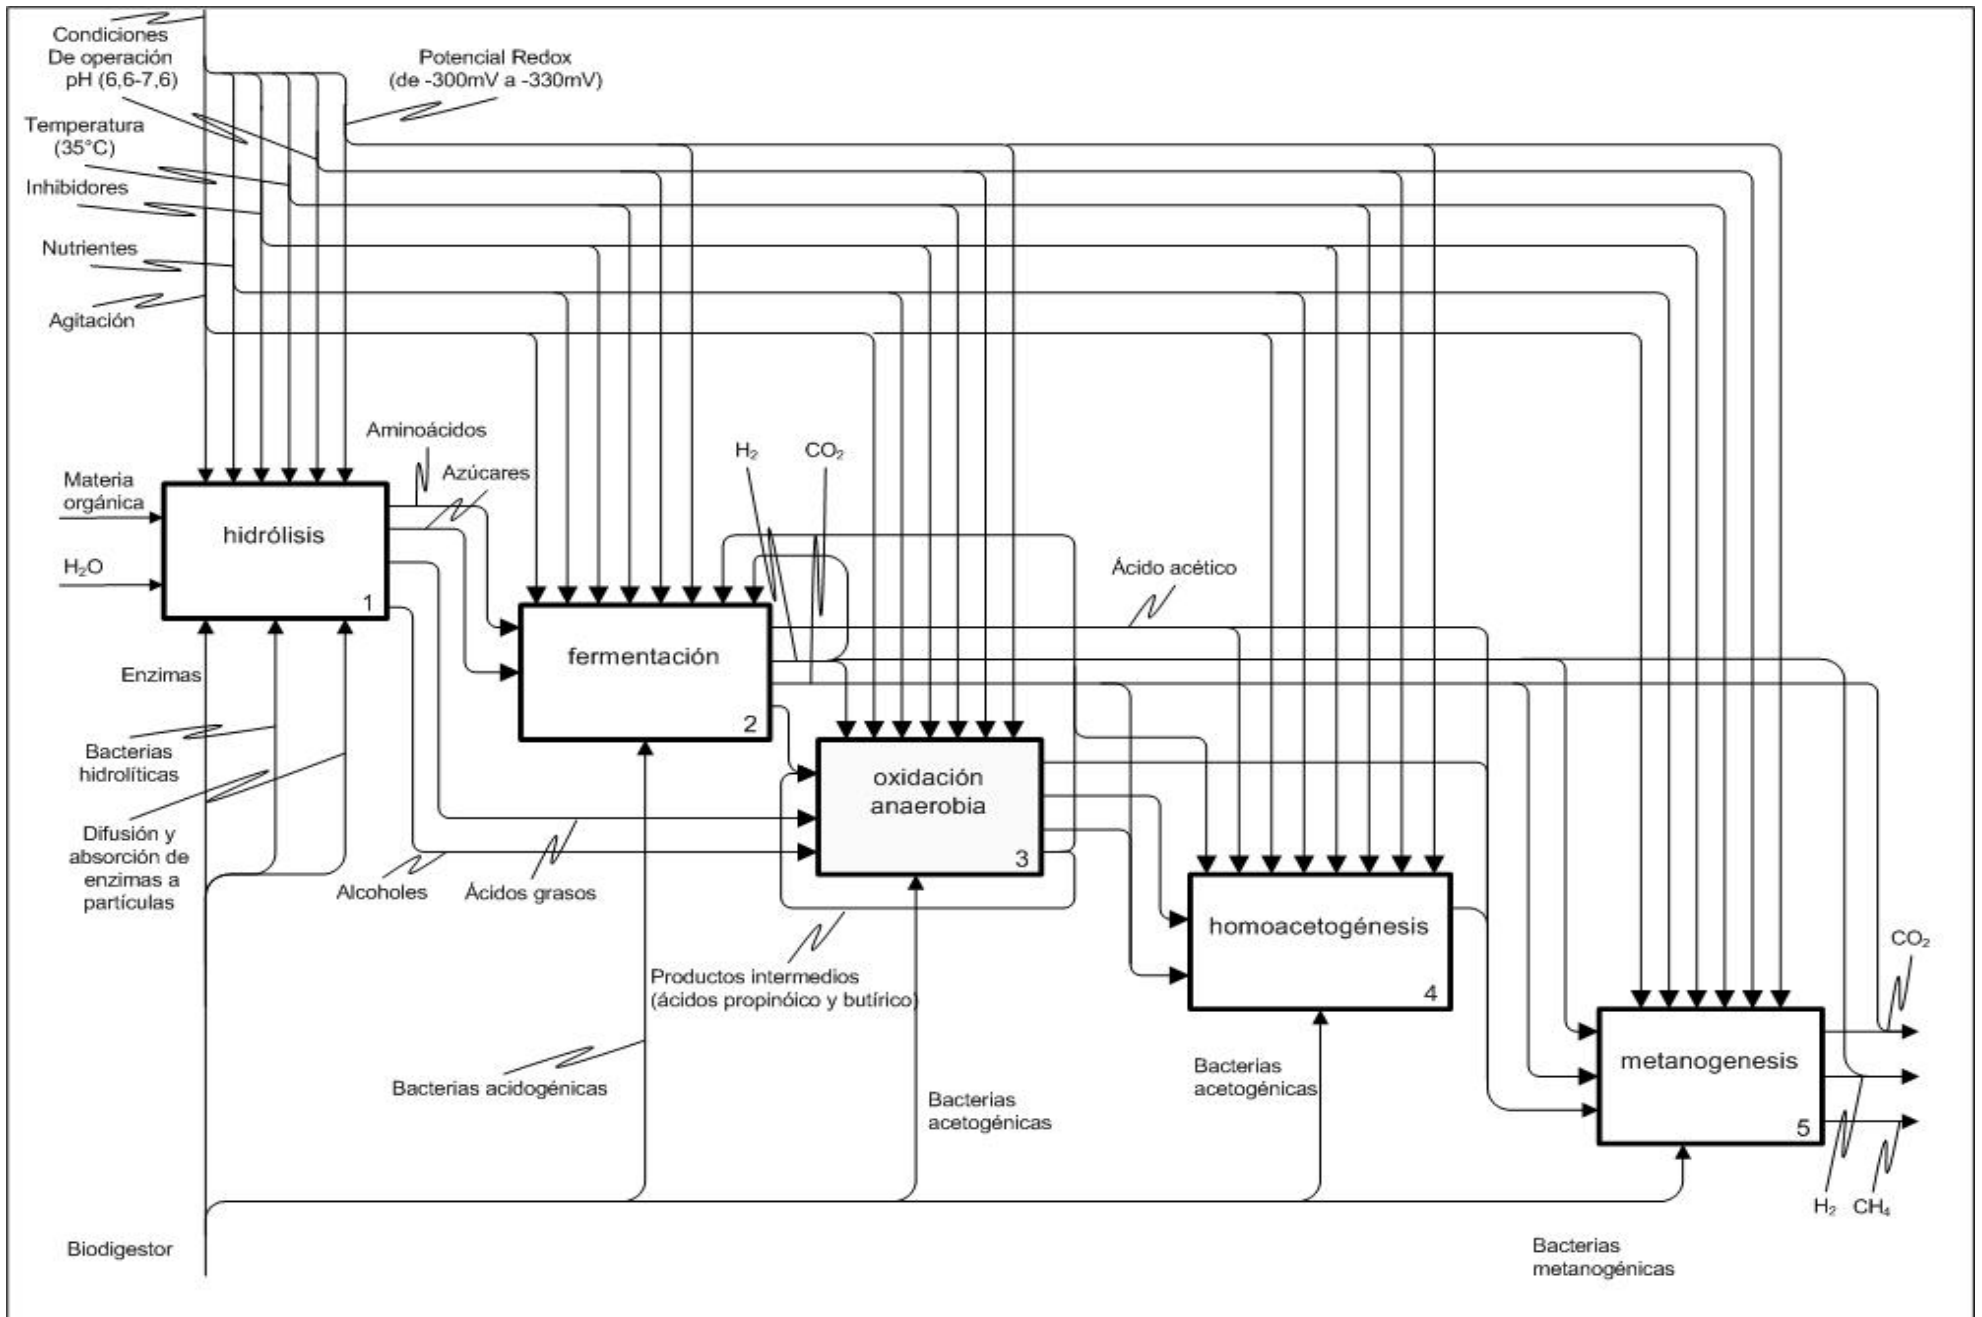 Condiciones
De operación
pH (6,6-7,6)
Potencial Redox
(de -300mV a -330mV)
Temperatura
(35°C)
Inhibidores
Nutrientes
Agitación
Aminoácidos
Azúcares
H₂
CO₂
Materia
orgánica
H₂O
hidrólisis
1
Ácido acético
fermentación
2
Enzimas
Bacterias
hidrolíticas
oxidación
anaerobia
3
Difusión y
absorción de
enzimas a
partículas
Alcoholes
Ácidos grasos
homoacetogénesis
4
Productos intermedios
(ácidos propinóico y butírico)
CO₂
metanogenesis
5
Bacterias acidogénicas
Bacterias
acetogénicas
Bacterias
acetogénicas
H₂
CH₄
Biodigestor
Bacterias
metanogénicas